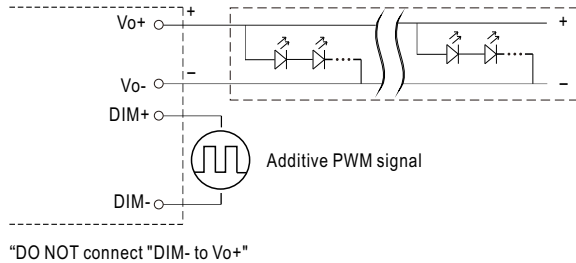 Vo+
+
+
Vo-
−
−
DIM+
Additive PWM signal
DIM-
“DO NOT connect "DIM- to Vo+"